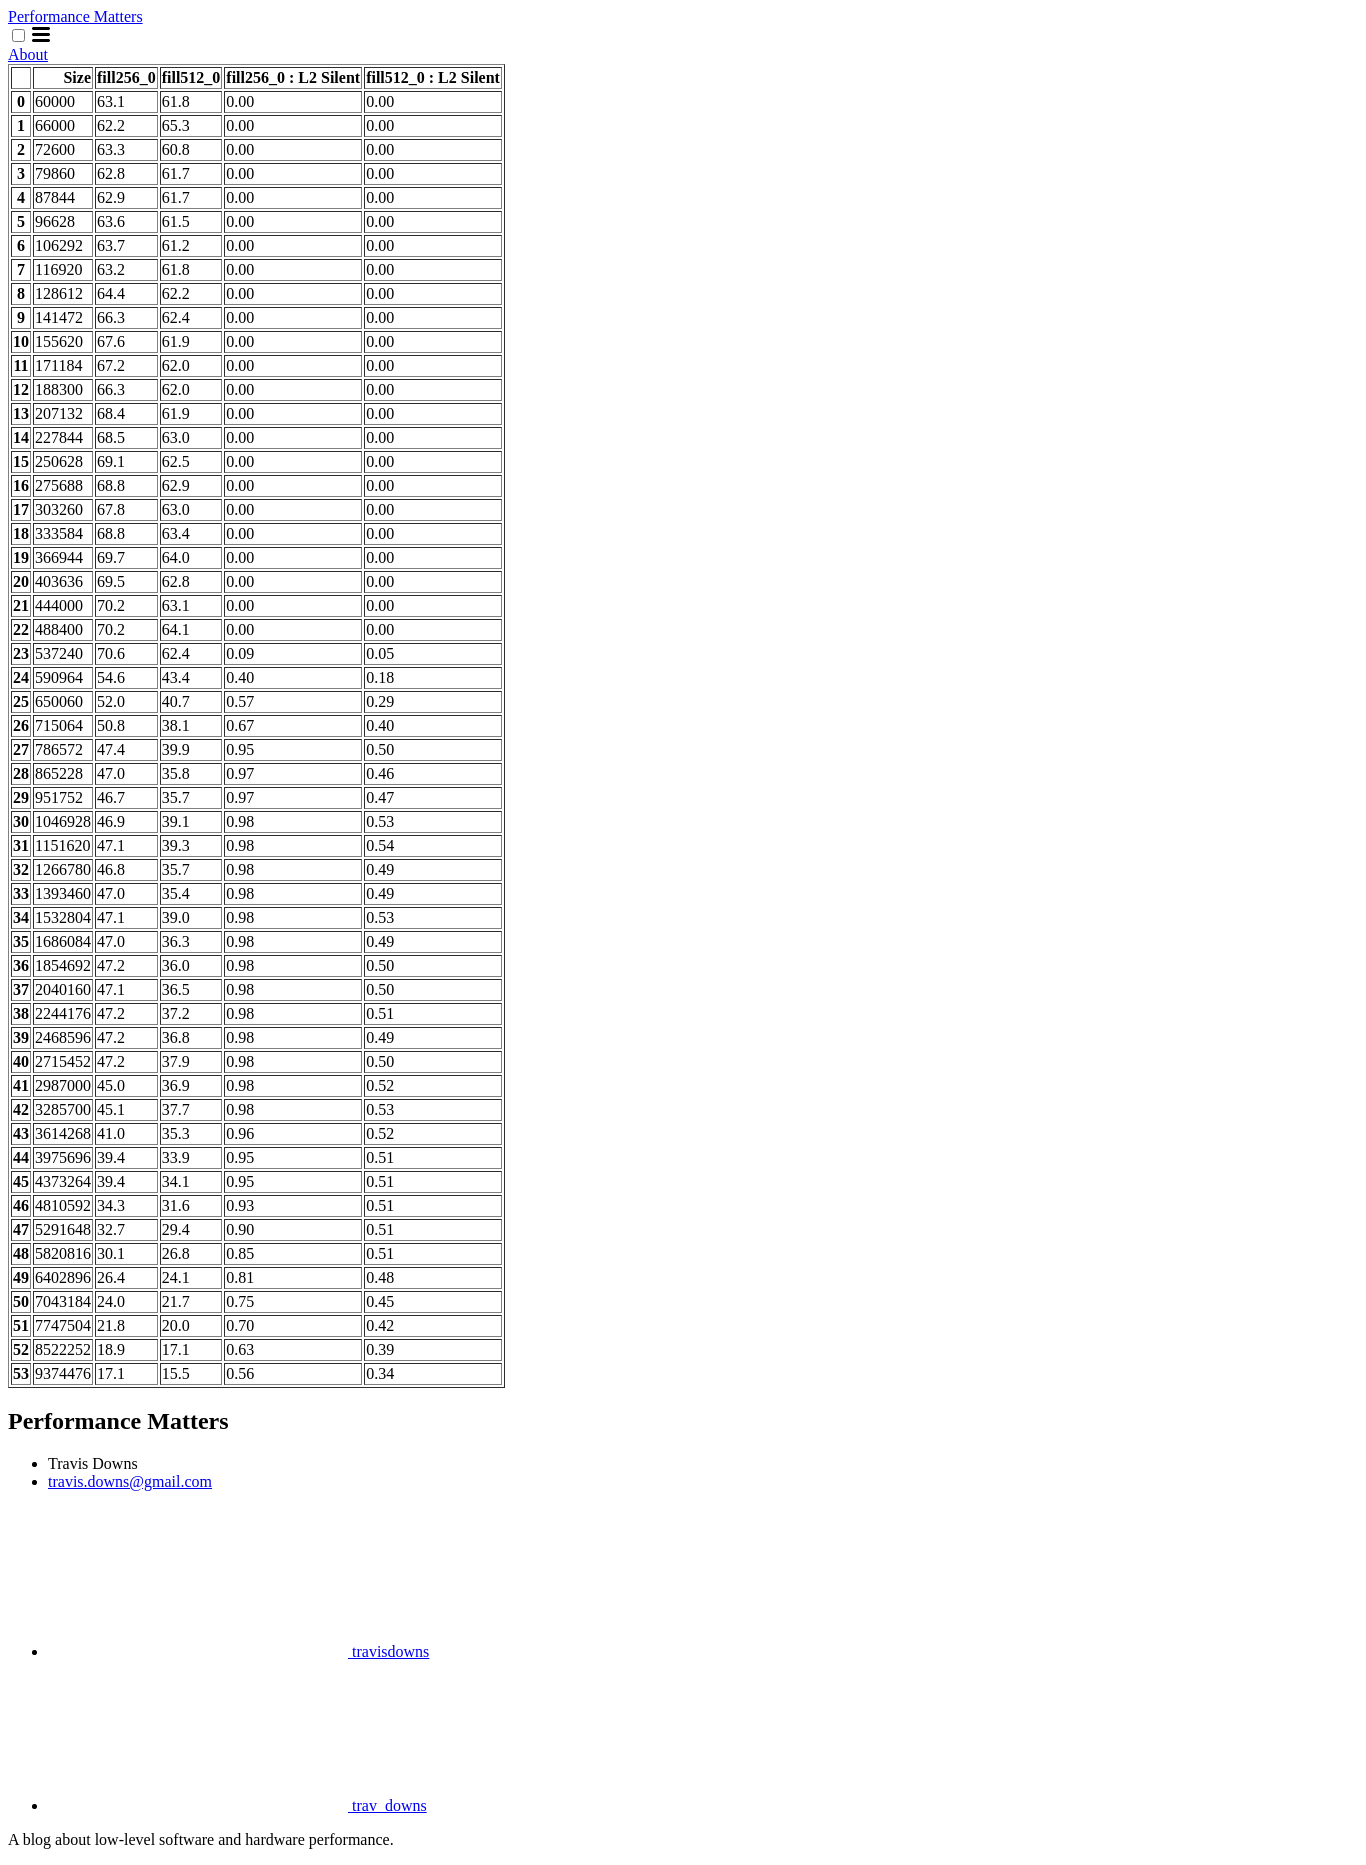 Performance Matters
About
Size fill256_0 fill512_0 fill256_0 : L2 Silent fill512_0 : L2 Silent
0 60000 63.1 61.8 0.00 0.00
1 66000 62.2 65.3 0.00 0.00
2 72600 63.3 60.8 0.00 0.00
3 79860 62.8 61.7 0.00 0.00
4 87844 62.9 61.7 0.00 0.00
5 96628 63.6 61.5 0.00 0.00
6 106292 63.7 61.2 0.00 0.00
7 116920 63.2 61.8 0.00 0.00
8 128612 64.4 62.2 0.00 0.00
9 141472 66.3 62.4 0.00 0.00
10 155620 67.6 61.9 0.00 0.00
11 171184 67.2 62.0 0.00 0.00
12 188300 66.3 62.0 0.00 0.00
13 207132 68.4 61.9 0.00 0.00
14 227844 68.5 63.0 0.00 0.00
15 250628 69.1 62.5 0.00 0.00
16 275688 68.8 62.9 0.00 0.00
17 303260 67.8 63.0 0.00 0.00
18 333584 68.8 63.4 0.00 0.00
19 366944 69.7 64.0 0.00 0.00
20 403636 69.5 62.8 0.00 0.00
21 444000 70.2 63.1 0.00 0.00
22 488400 70.2 64.1 0.00 0.00
23 537240 70.6 62.4 0.09 0.05
24 590964 54.6 43.4 0.40 0.18
25 650060 52.0 40.7 0.57 0.29
26 715064 50.8 38.1 0.67 0.40
27 786572 47.4 39.9 0.95 0.50
28 865228 47.0 35.8 0.97 0.46
29 951752 46.7 35.7 0.97 0.47
30 1046928 46.9 39.1 0.98 0.53
31 1151620 47.1 39.3 0.98 0.54
32 1266780 46.8 35.7 0.98 0.49
33 1393460 47.0 35.4 0.98 0.49
34 1532804 47.1 39.0 0.98 0.53
35 1686084 47.0 36.3 0.98 0.49
36 1854692 47.2 36.0 0.98 0.50
37 2040160 47.1 36.5 0.98 0.50
38 2244176 47.2 37.2 0.98 0.51
39 2468596 47.2 36.8 0.98 0.49
40 2715452 47.2 37.9 0.98 0.50
41 2987000 45.0 36.9 0.98 0.52
42 3285700 45.1 37.7 0.98 0.53
43 3614268 41.0 35.3 0.96 0.52
44 3975696 39.4 33.9 0.95 0.51
45 4373264 39.4 34.1 0.95 0.51
46 4810592 34.3 31.6 0.93 0.51
47 5291648 32.7 29.4 0.90 0.51
48 5820816 30.1 26.8 0.85 0.51
49 6402896 26.4 24.1 0.81 0.48
50 7043184 24.0 21.7 0.75 0.45
51 7747504 21.8 20.0 0.70 0.42
52 8522252 18.9 17.1 0.63 0.39
53 9374476 17.1 15.5 0.56 0.34
Performance Matters
Travis Downs
travis.downs@gmail.com
travisdowns
trav_downs
A blog about low-level software and hardware performance.